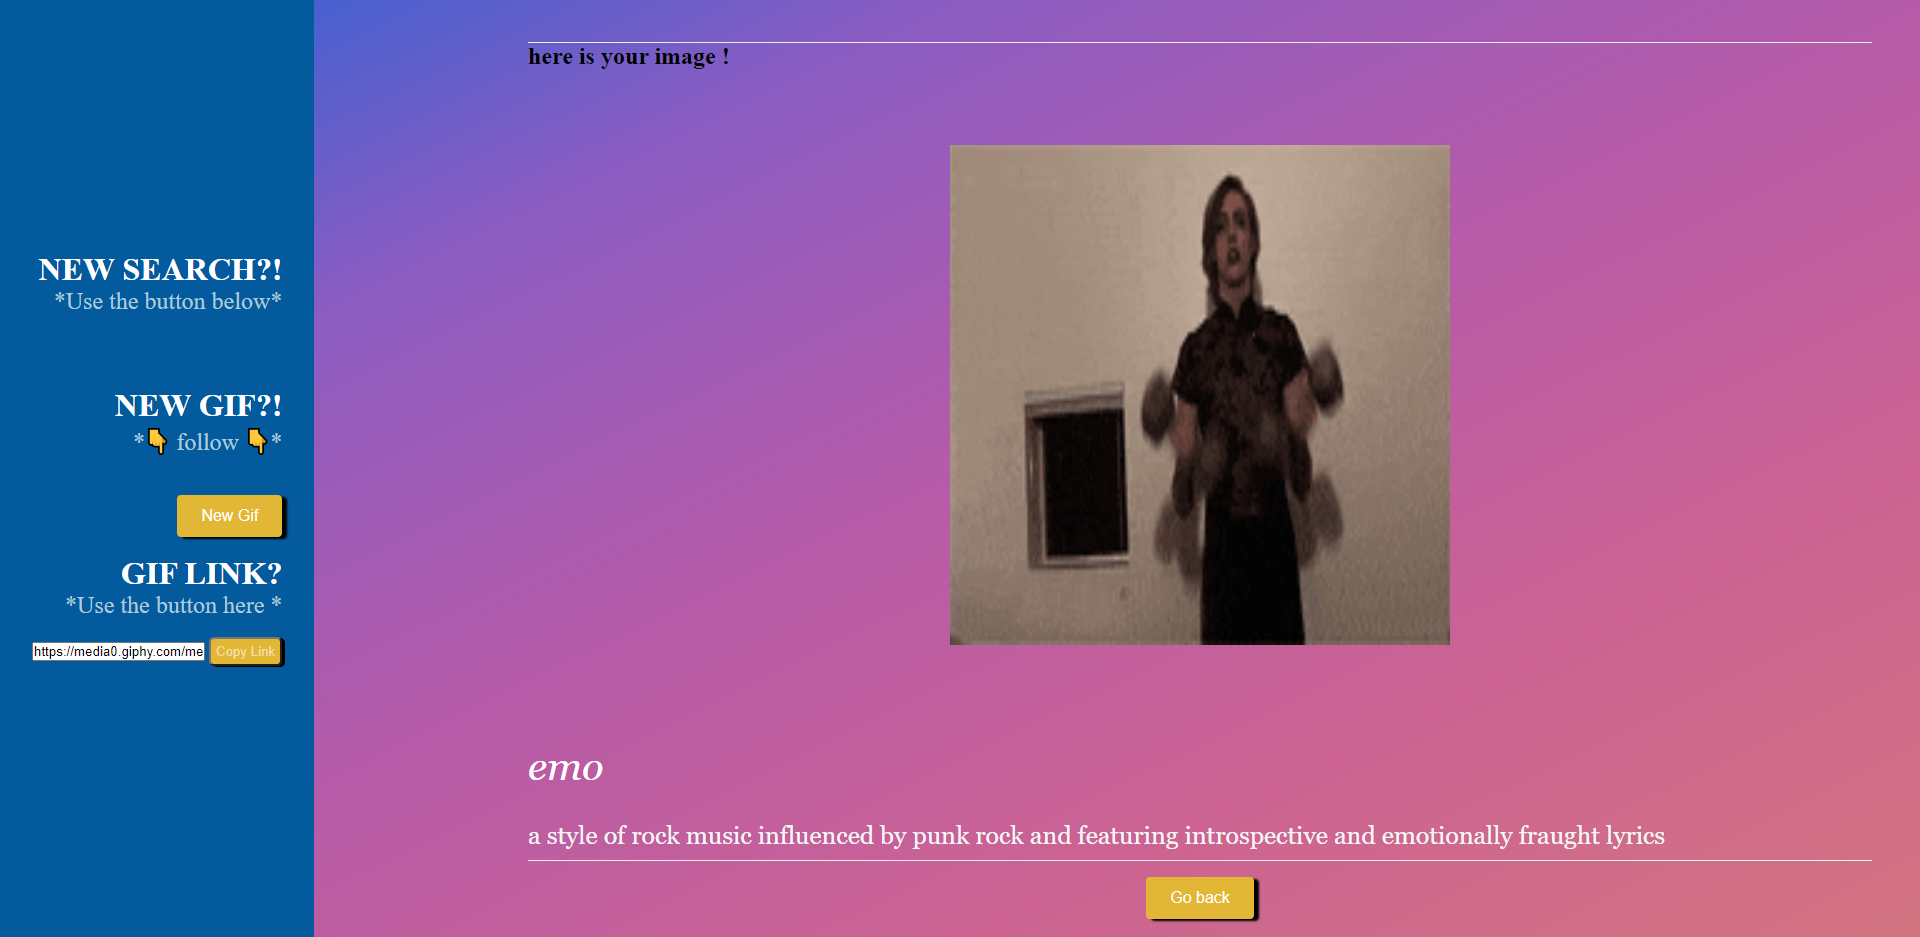 NEW SEARCH?!
*Use the button below*
NEW GIF?!
*👇 follow 👇*
New Gif
GIF LINK?
*Use the button here *
https://media0.giphy.com/me
Copy Link
here is your image !
emo
a style of rock music influenced by punk rock and featuring introspective and emotionally fraught lyrics
Go back